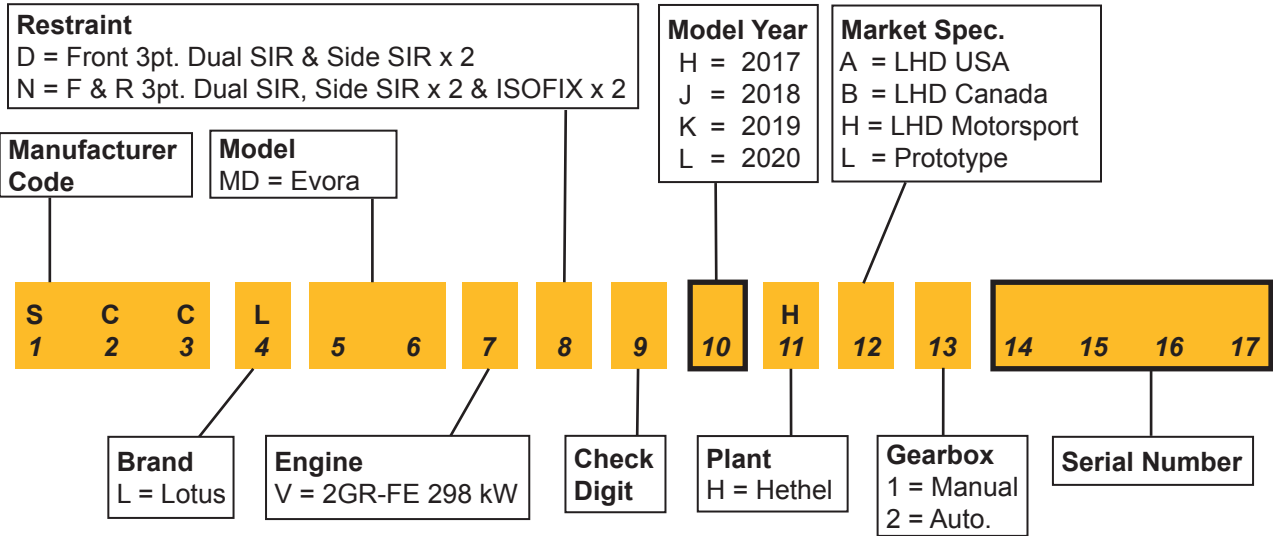 Restraint
D = Front 3pt. Dual SIR & Side SIR x 2
N = F & R 3pt. Dual SIR, Side SIR x 2 & ISOFIX x 2
Model Year
H = 2017
J = 2018
K = 2019
L = 2020
Market Spec.
A = LHD USA
B = LHD Canada
H = LHD Motorsport
L = Prototype
Manufacturer
Code
Model
MD = Evora
S C C L H
1 2 3 4 5 6 7 8 9 10 11 12 13 14 15 16 17
Brand
L = Lotus
Engine
V = 2GR-FE 298 kW
Check
Digit
Plant
H = Hethel
Gearbox
1 = Manual
2 = Auto.
Serial Number